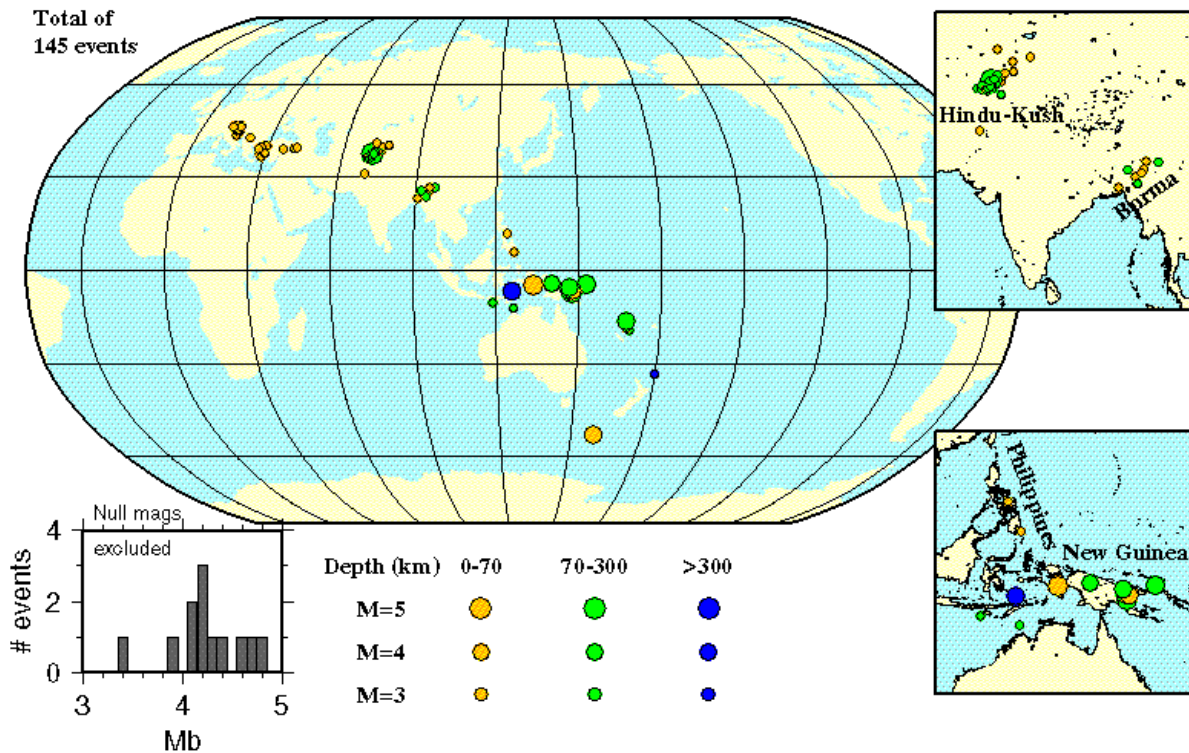 Total of
145 events
Hindu-Kush
Burma
Philippines
New Guinea
Null mags
excluded
# events
4
2
0
3 4 5
Mb
Depth (km) 0-70 70-300 >300
M=5
M=4
M=3